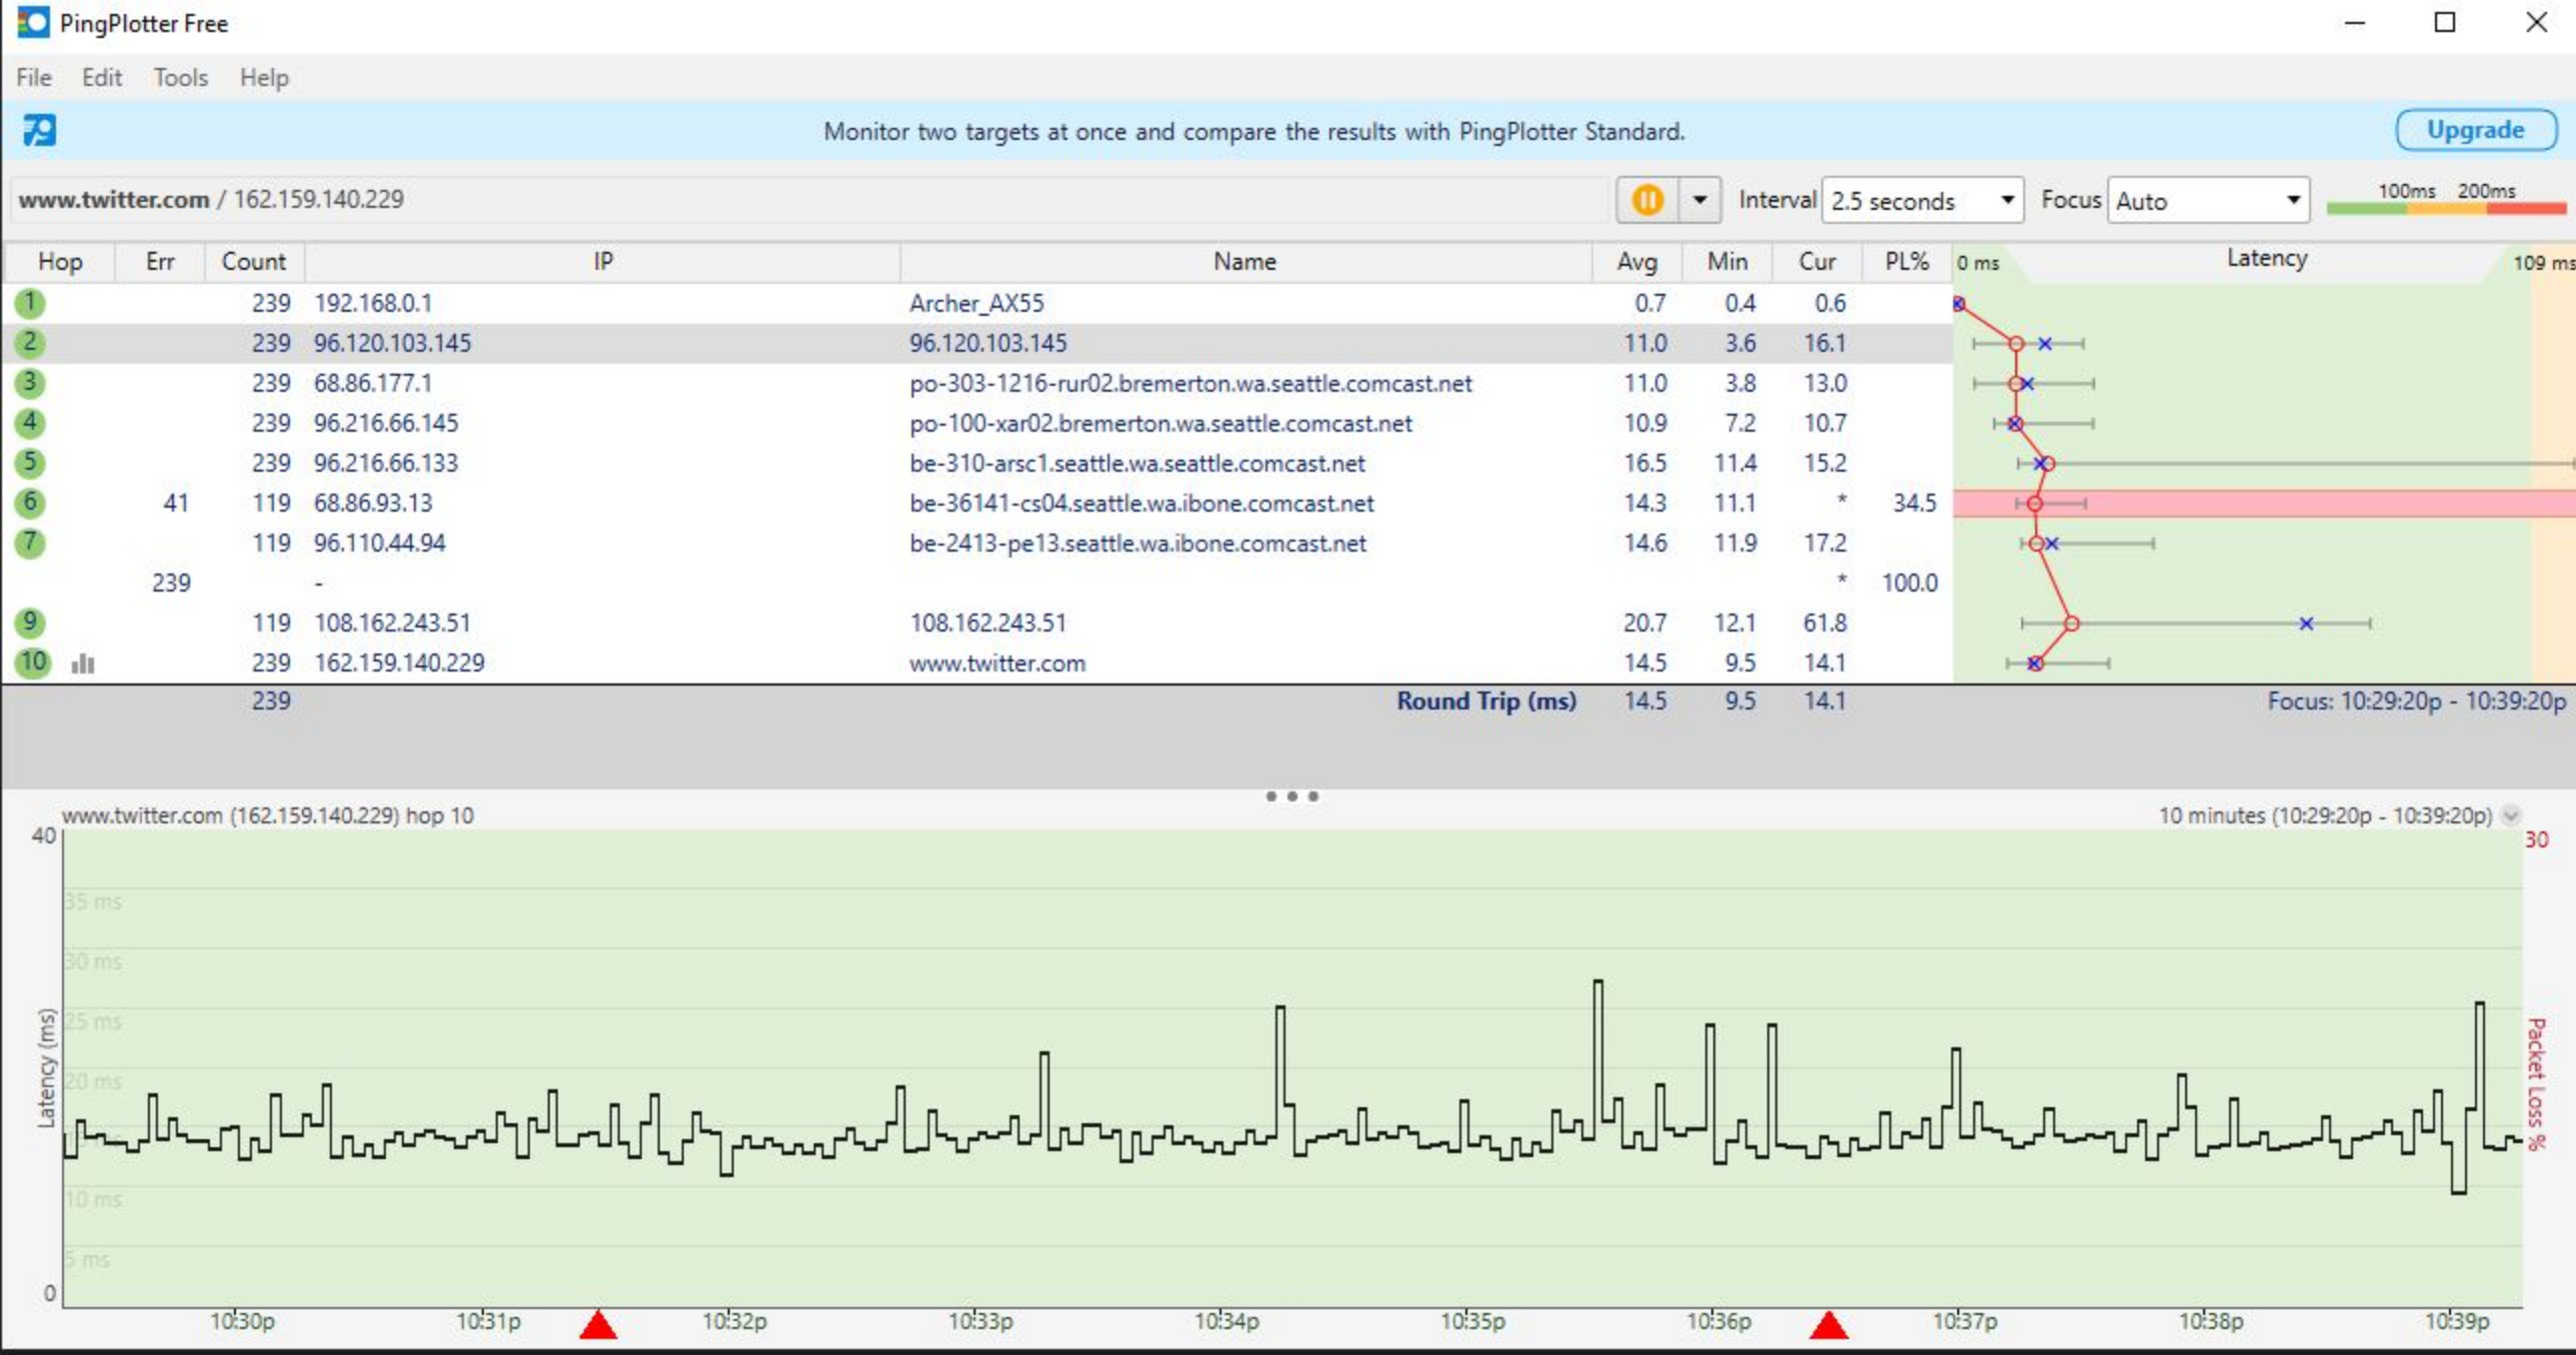 PingPlotter Free
File Edit Tools Help
Monitor two targets at once and compare the results with PingPlotter Standard. Upgrade
www.twitter.com / 162.159.140.229 Interval 2.5 seconds Focus Auto 100ms 200ms
Hop Err Count IP Name Avg Min Cur PL% 0 ms Latency 109 ms
1 239 192.168.0.1 Archer_AX55 0.7 0.4 0.6
2 239 96.120.103.145 96.120.103.145 11.0 3.6 16.1
3 239 68.86.177.1 po-303-1216-rur02.bremerton.wa.seattle.comcast.net 11.0 3.8 13.0
4 239 96.216.66.145 po-100-xar02.bremerton.wa.seattle.comcast.net 10.9 7.2 10.7
5 239 96.216.66.133 be-310-arsc1.seattle.wa.seattle.comcast.net 16.5 11.4 15.2
6 41 119 68.86.93.13 be-36141-cs04.seattle.wa.ibone.comcast.net 14.3 11.1 * 34.5
7 119 96.110.44.94 be-2413-pe13.seattle.wa.ibone.comcast.net 14.6 11.9 17.2
239 - * 100.0
9 119 108.162.243.51 108.162.243.51 20.7 12.1 61.8
10 239 162.159.140.229 www.twitter.com 14.5 9.5 14.1
239 Round Trip (ms) 14.5 9.5 14.1 Focus: 10:29:20p - 10:39:20p
www.twitter.com (162.159.140.229) hop 10 10 minutes (10:29:20p - 10:39:20p)
40 30
35 ms
30 ms
25 ms
20 ms
10 ms
5 ms
0
Latency (ms)
Packet Loss %
10:30p 10:31p 10:32p 10:33p 10:34p 10:35p 10:36p 10:37p 10:38p 10:39p